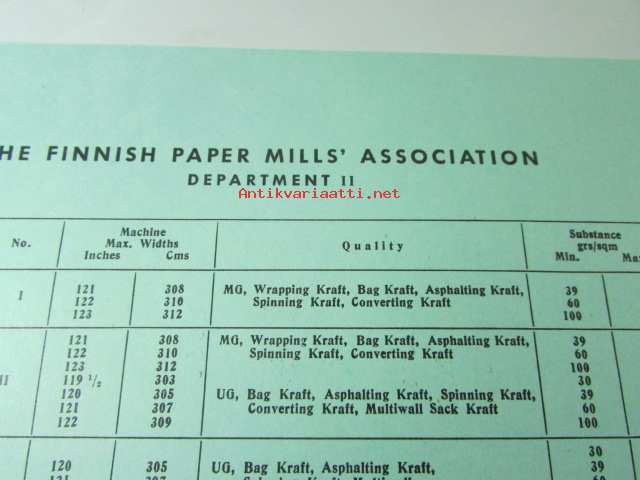 HE FINNISH PAPER MILLS' ASSOCIATION
DEPARTMENT II
Antikvariaatti.net
No. Machine Max. Widths Inches Cms Quality Substance grs/sqm Min.
I 121 308 MG, Wrapping Kraft, Bag Kraft, Asphalting Kraft, 39
122 310 Spinning Kraft, Converting Kraft 60
123 312 100
121 308 MG, Wrapping Kraft, Bag Kraft, Asphalting Kraft, 39
122 310 Spinning Kraft, Converting Kraft 60
123 312 100
119 1/2 303 30
120 305 UG, Bag Kraft, Asphalting Kraft, Spinning Kraft, 39
121 307 Converting Kraft, Multiwall Sack Kraft 60
122 309 100
30
120 305 UG, Bag Kraft, Asphalting Kraft, 39